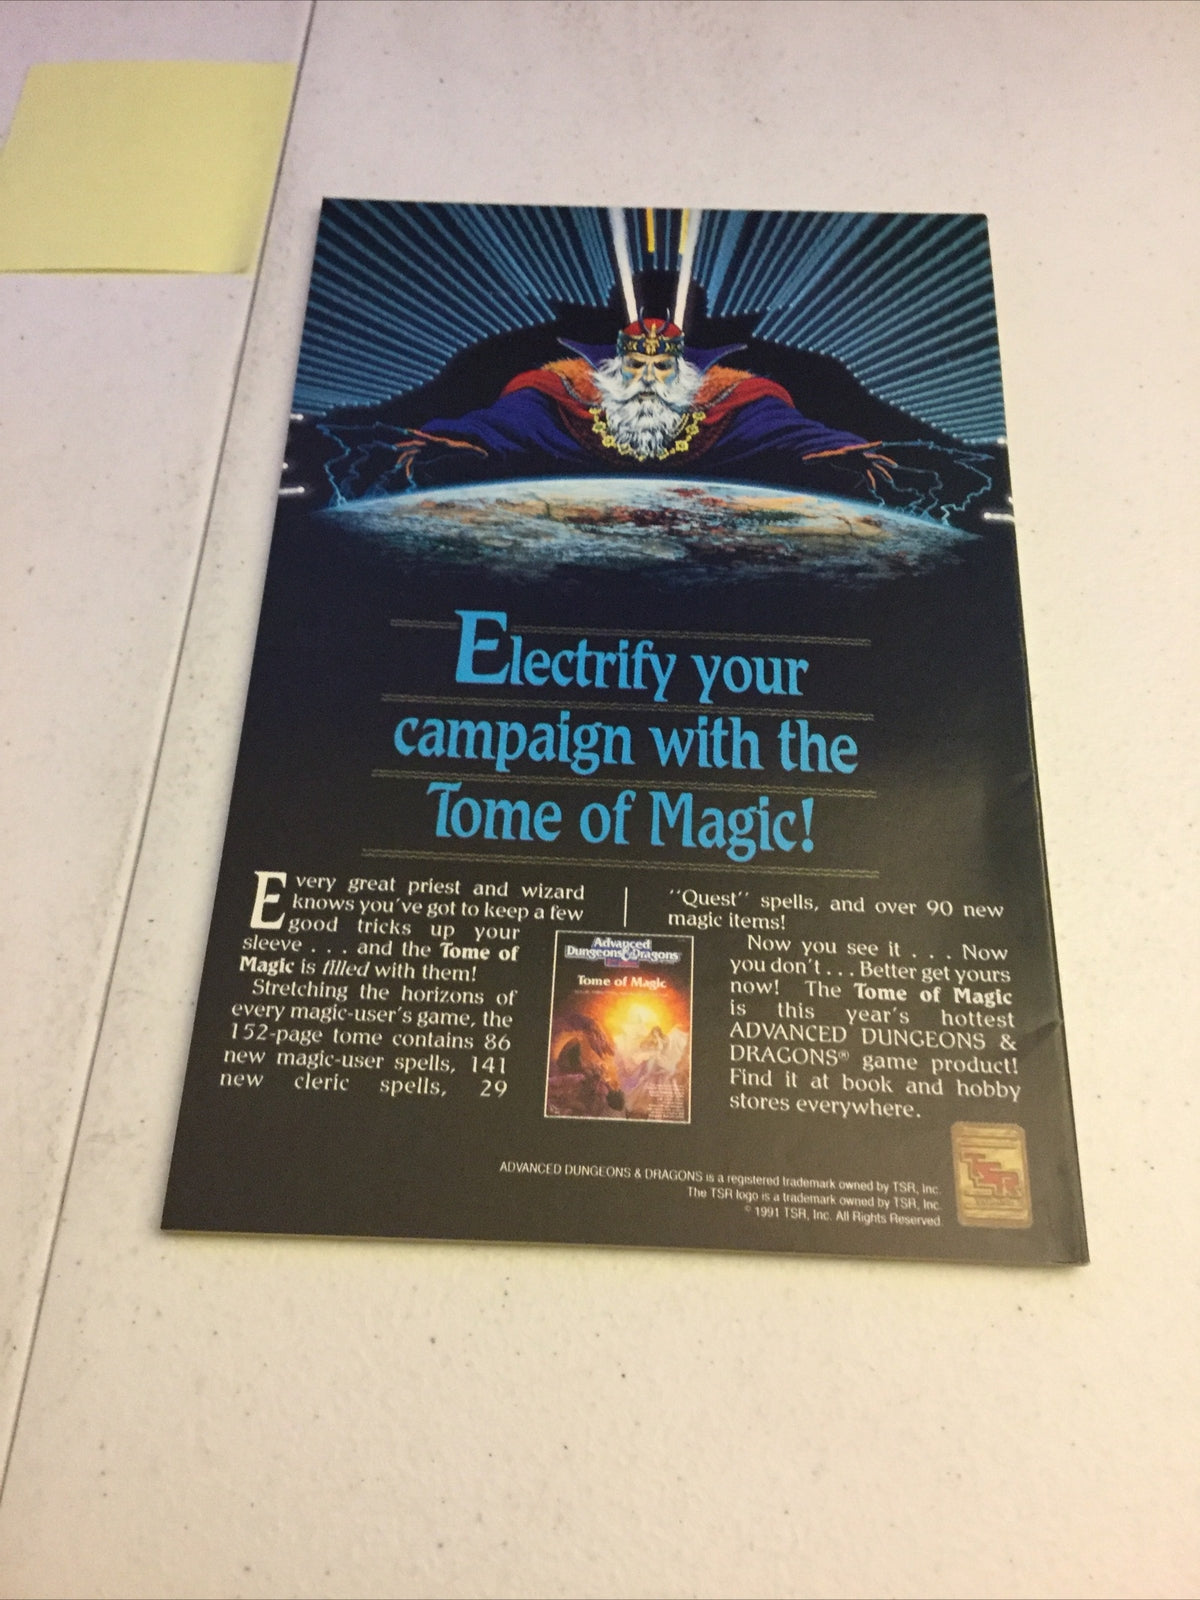 Electrify your
campaign with the
Tome of Magic!
Every great priest and wizard
knows you've got to keep a few
good tricks up your
sleeve . . . and the Tome of
Magic is filled with them!
Stretching the horizons of
every magic-user's game, the
152-page tome contains 86
new magic-user spells, 141
new cleric spells, 29
"Quest" spells, and over 90 new
magic items!
Now you see it . . . Now
you don't . . . Better get yours
now! The Tome of Magic
is this year's hottest
ADVANCED DUNGEONS &
DRAGONS® game product!
Find it at book and hobby
stores everywhere.
Advanced
Dungeons & Dragons
Tome of Magic
ADVANCED DUNGEONS & DRAGONS is a registered trademark owned by TSR, Inc.
The TSR logo is a trademark owned by TSR, Inc.
© 1991 TSR, Inc. All Rights Reserved.
TSR